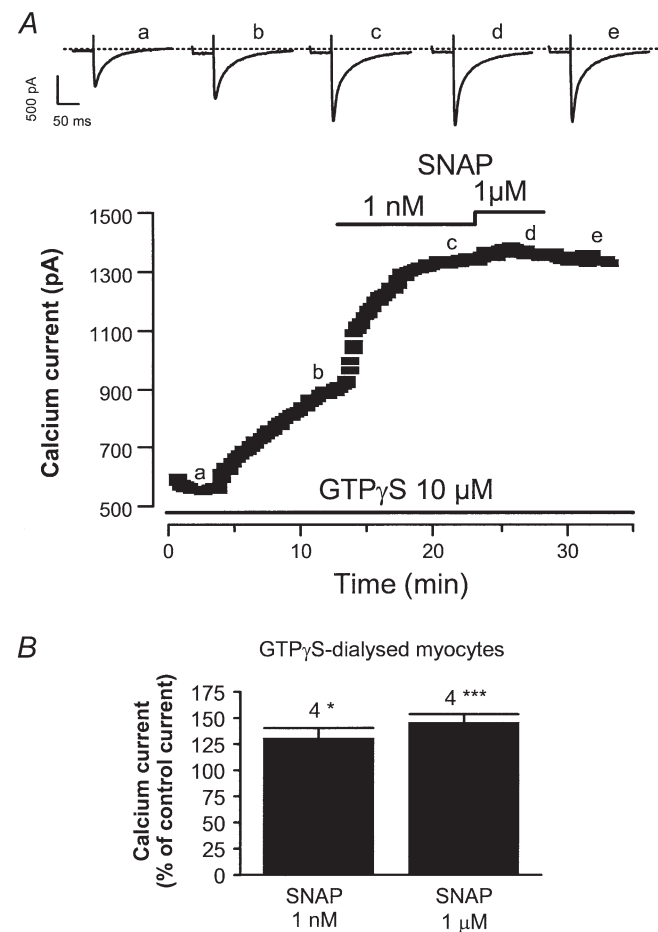 A
a b c d e
500 pA
50 ms
SNAP
1 nM 1µM
Calcium current (pA)
1500
1300
1100
900
700
500
a b c d e
GTPγS 10 µM
0 10 20 30
Time (min)
B
GTPγS-dialysed myocytes
Calcium current
(% of control current)
175
150
125
100
75
50
25
0
4 * 4 ***
SNAP SNAP
1 nM 1 µM